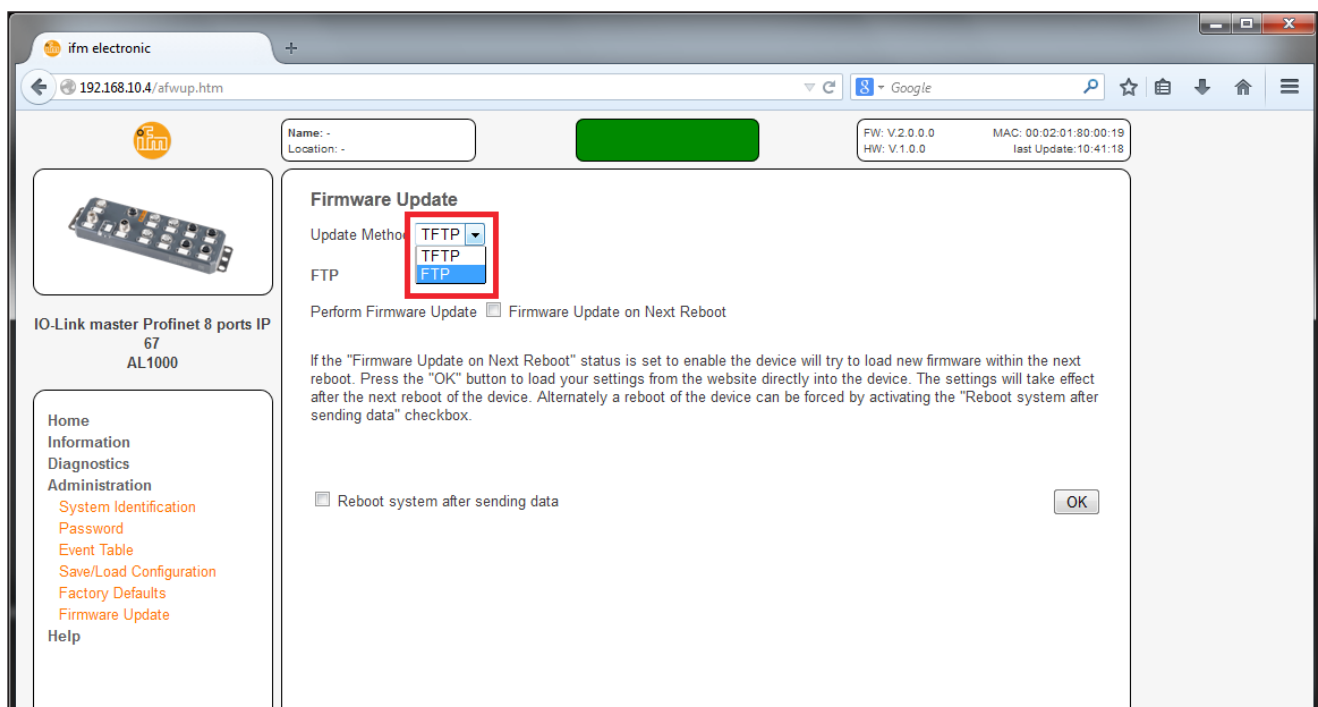 ifm electronic
192.168.10.4/afwup.htm
Google
ifm
Name: -
Location: -
FW: V.2.0.0.0
HW: V.1.0.0
MAC: 00:02:01:80:00:19
last Update:10:41:18
IO-Link master Profinet 8 ports IP
67
AL1000
Home
Information
Diagnostics
Administration
System Identification
Password
Event Table
Save/Load Configuration
Factory Defaults
Firmware Update
Help
Firmware Update
Update Metho TFTP
TFTP
FTP
FTP
Perform Firmware Update Firmware Update on Next Reboot
If the "Firmware Update on Next Reboot" status is set to enable the device will try to load new firmware within the next
reboot. Press the "OK" button to load your settings from the website directly into the device. The settings will take effect
after the next reboot of the device. Alternately a reboot of the device can be forced by activating the "Reboot system after
sending data" checkbox.
Reboot system after sending data
OK